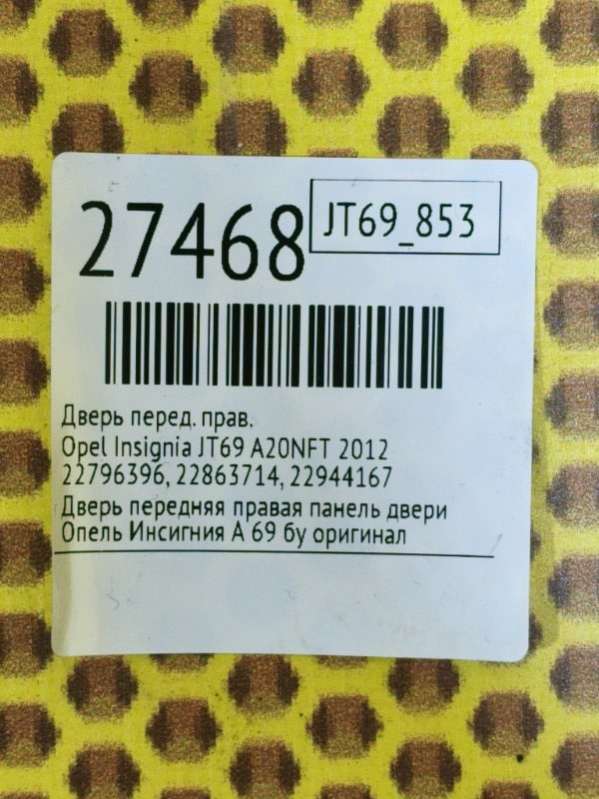 27468
JT69_853
Дверь перед. прав.
Opel Insignia JT69 A20NFT 2012
22796396, 22863714, 22944167
Дверь передняя правая панель двери
Опель Инсигния А 69 бу оригинал